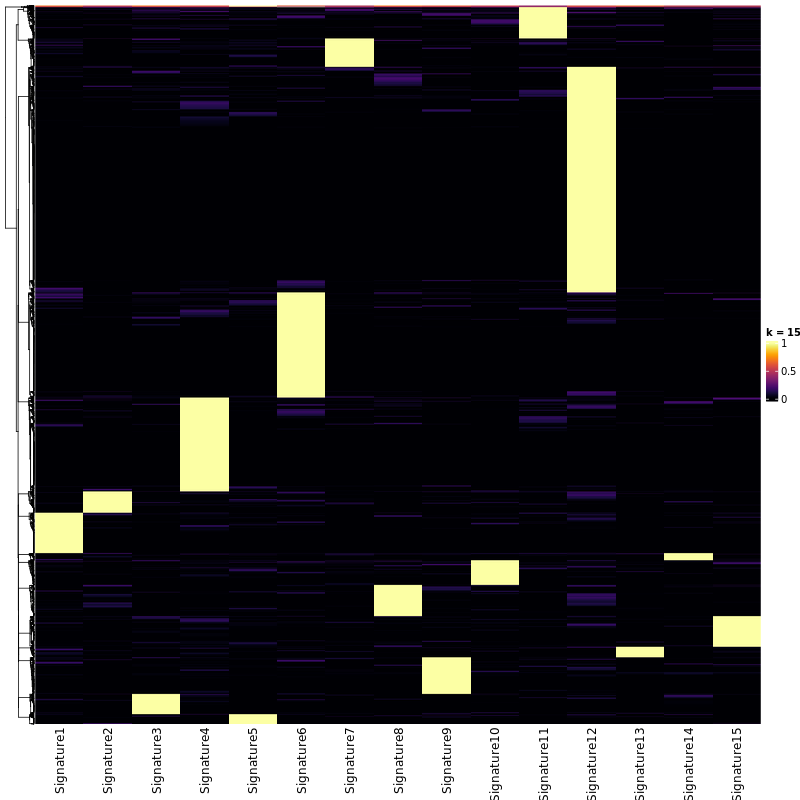 k = 15
1
0.5
0
Signature1
Signature2
Signature3
Signature4
Signature5
Signature6
Signature7
Signature8
Signature9
Signature10
Signature11
Signature12
Signature13
Signature14
Signature15